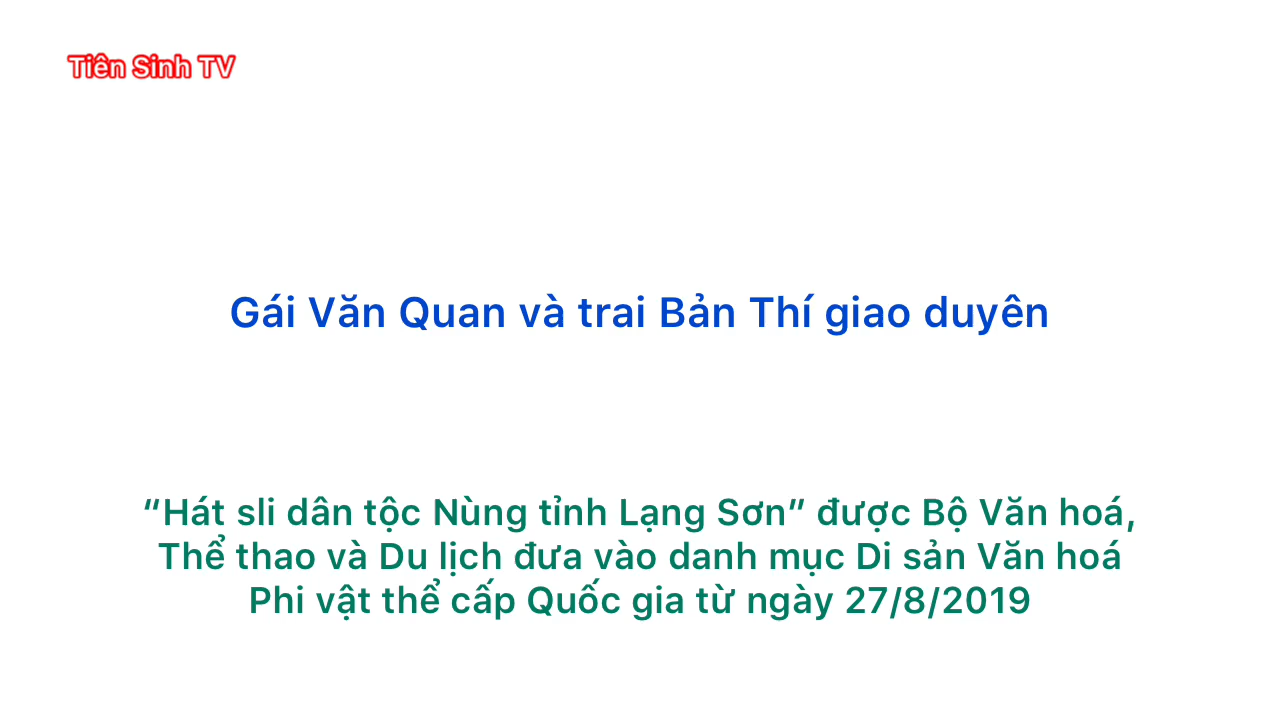 Tiên Sinh TV
Gái Văn Quan và trai Bản Thí giao duyên
“Hát sli dân tộc Nùng tỉnh Lạng Sơn” được Bộ Văn hoá,
Thể thao và Du lịch đưa vào danh mục Di sản Văn hoá
Phi vật thể cấp Quốc gia từ ngày 27/8/2019